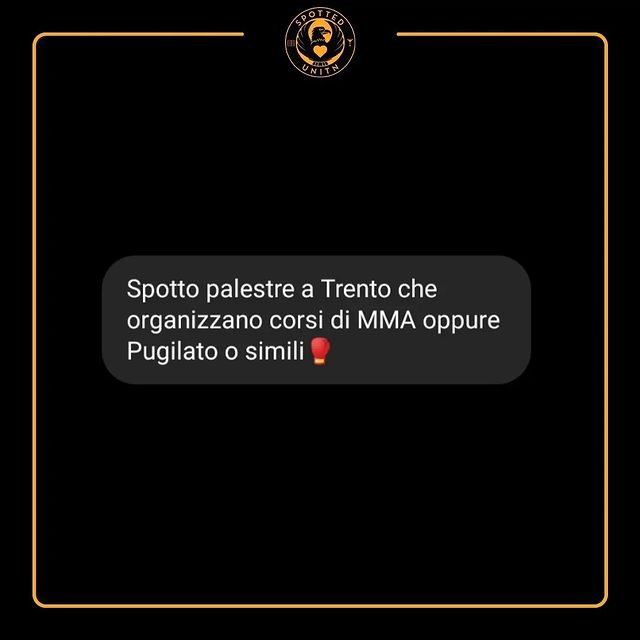 SPOTTED
UNITN
Spotto palestre a Trento che
organizzano corsi di MMA oppure
Pugilato o simili🥊